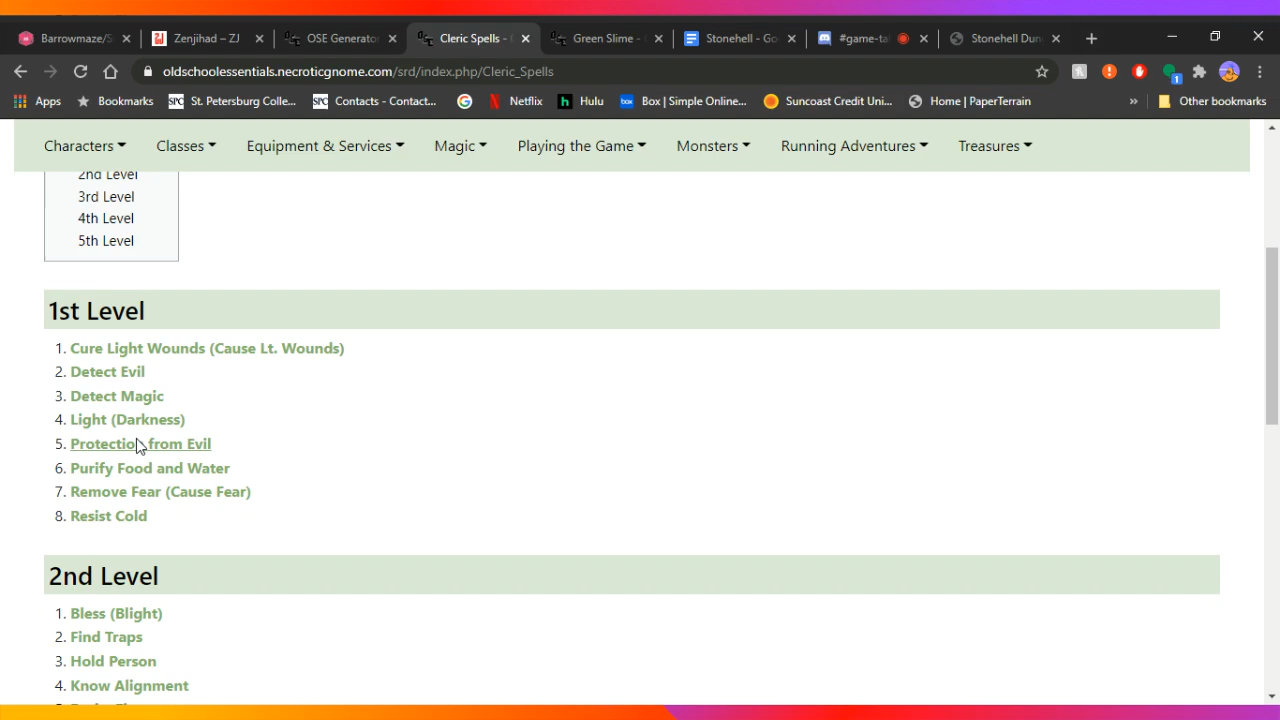 Barrowmaze/S
Zenjihad – ZJ
OSE Generator
Cleric Spells -
Green Slime -
Stonehell - Go
#game-ta
Stonehell Dun
oldschoolessentials.necroticgnome.com/srd/index.php/Cleric_Spells
1
Apps
Bookmarks
SPC St. Petersburg Colle...
SPC Contacts - Contact...
Netflix
h Hulu
box Box | Simple Online...
Suncoast Credit Uni...
Home | PaperTerrain
»
Other bookmarks
Characters Classes Equipment & Services Magic Playing the Game Monsters Running Adventures Treasures
2nd Level
3rd Level
4th Level
5th Level
1st Level
1. Cure Light Wounds (Cause Lt. Wounds)
2. Detect Evil
3. Detect Magic
4. Light (Darkness)
5. Protection from Evil
6. Purify Food and Water
7. Remove Fear (Cause Fear)
8. Resist Cold
2nd Level
1. Bless (Blight)
2. Find Traps
3. Hold Person
4. Know Alignment